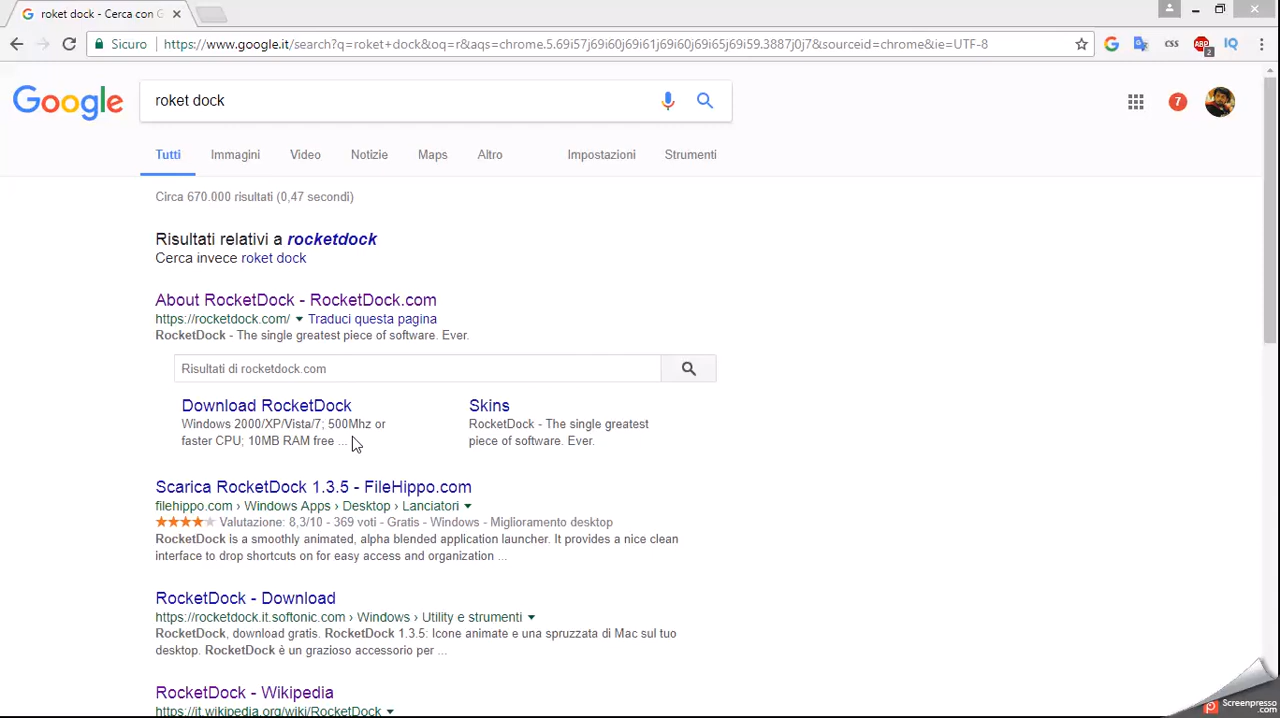 roket dock - Cerca con G
Sicuro
https://www.google.it/search?q=roket+dock&oq=r&aqs=chrome.5.69i57j69i60j69i61j69i60j69i65j69i59.3887j0j7&sourceid=chrome&ie=UTF-8
CSS
ABP
2
IQ
Google
roket dock
7
Tutti Immagini Video Notizie Maps Altro Impostazioni Strumenti
Circa 670.000 risultati (0,47 secondi)
Risultati relativi a rocketdock
Cerca invece roket dock
About RocketDock - RocketDock.com
https://rocketdock.com/ Traduci questa pagina
RocketDock - The single greatest piece of software. Ever.
Risultati di rocketdock.com
Download RocketDock
Windows 2000/XP/Vista/7; 500Mhz or
faster CPU; 10MB RAM free ...
Skins
RocketDock - The single greatest
piece of software. Ever.
Scarica RocketDock 1.3.5 - FileHippo.com
filehippo.com › Windows Apps › Desktop › Lanciatori
Valutazione: 8,3/10 - 369 voti - Gratis - Windows - Miglioramento desktop
RocketDock is a smoothly animated, alpha blended application launcher. It provides a nice clean
interface to drop shortcuts on for easy access and organization ...
RocketDock - Download
https://rocketdock.it.softonic.com › Windows › Utility e strumenti
RocketDock, download gratis. RocketDock 1.3.5: Icone animate e una spruzzata di Mac sul tuo
desktop. RocketDock è un grazioso accessorio per ...
RocketDock - Wikipedia
https://it.wikipedia.org/wiki/RocketDock
Screenpresso
.com